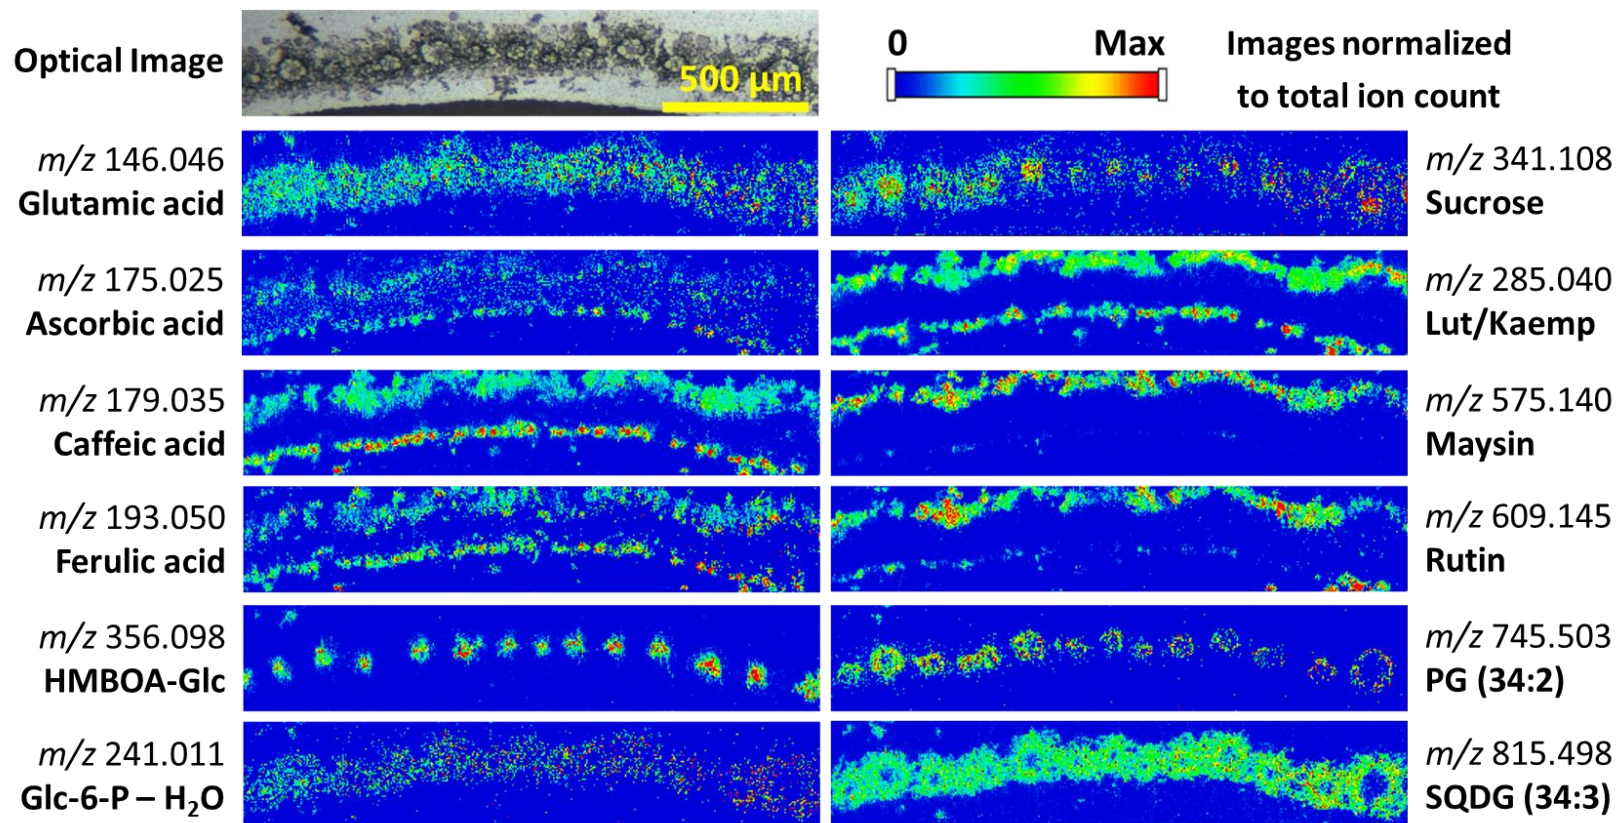 Optical Image
500 µm
0
Max
Images normalized
to total ion count
m/z 146.046
Glutamic acid
m/z 341.108
Sucrose
m/z 175.025
Ascorbic acid
m/z 285.040
Lut/Kaemp
m/z 179.035
Caffeic acid
m/z 575.140
Maysin
m/z 193.050
Ferulic acid
m/z 609.145
Rutin
m/z 356.098
HMBOA-Glc
m/z 745.503
PG (34:2)
m/z 241.011
Glc-6-P – H₂O
m/z 815.498
SQDG (34:3)